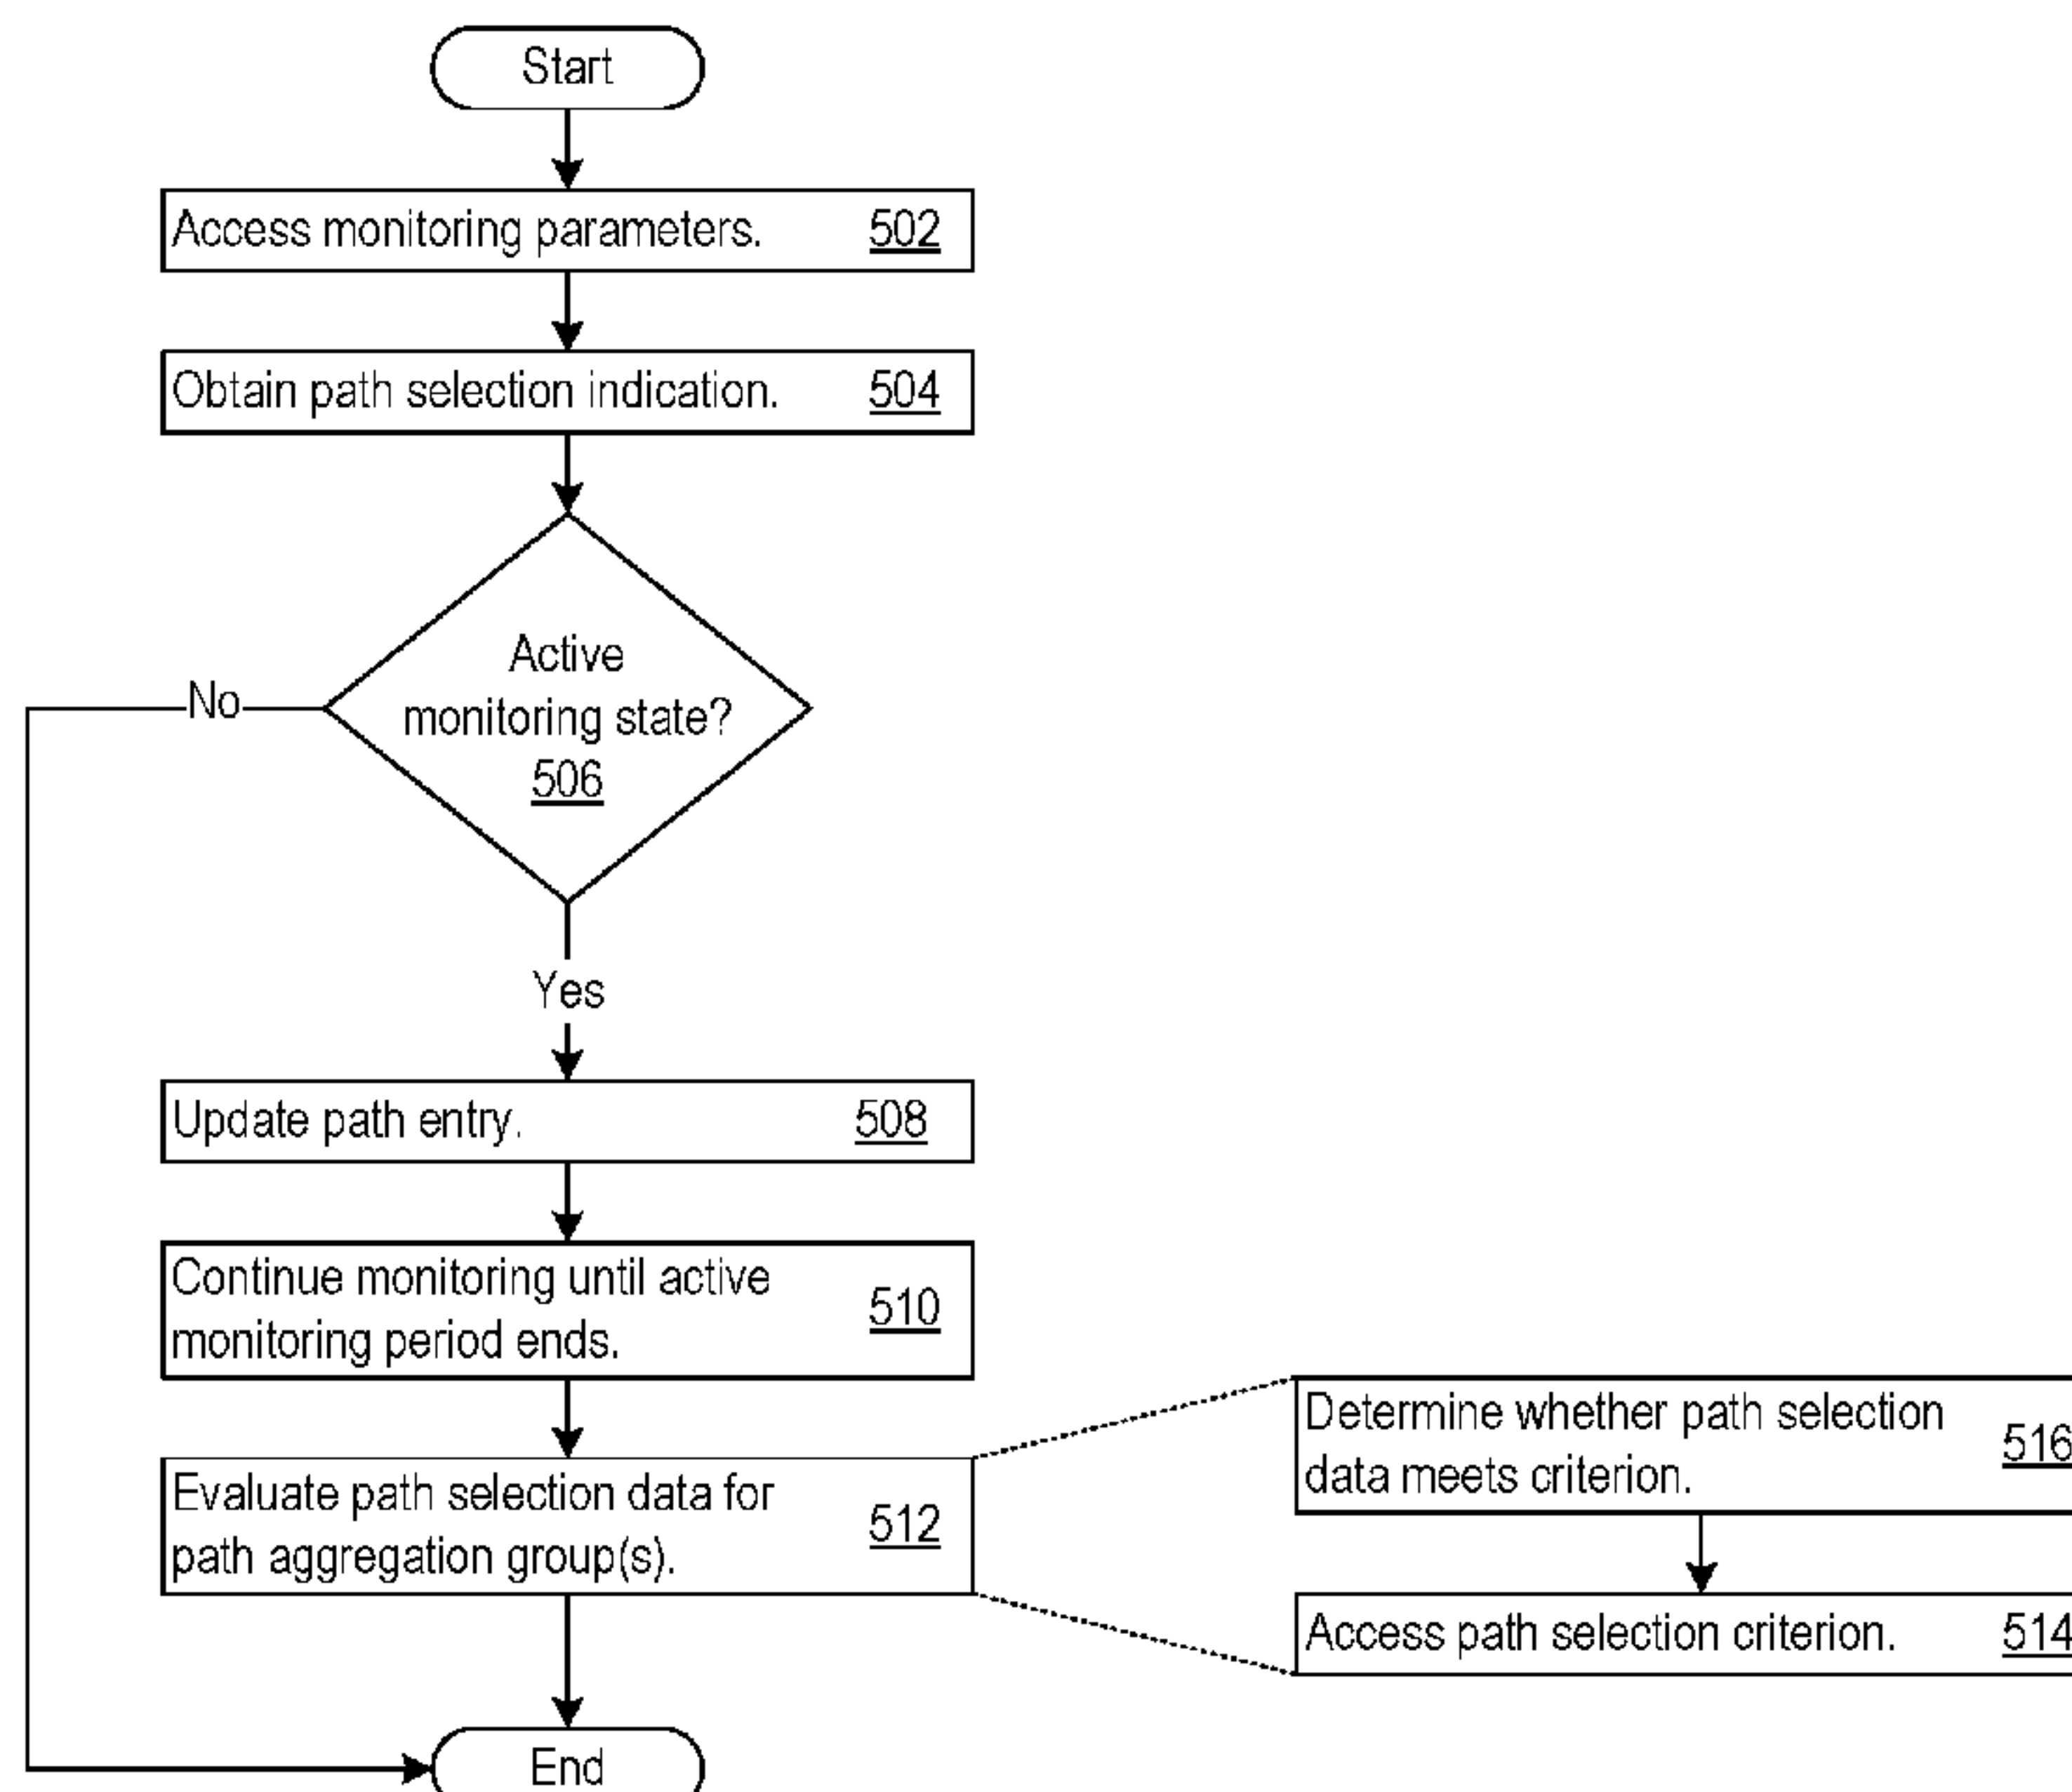 Start
Access monitoring parameters. 502
Obtain path selection indication. 504
Active
monitoring state?
506
No
Yes
Update path entry. 508
Continue monitoring until active
monitoring period ends.
510
Evaluate path selection data for
path aggregation group(s).
512
Determine whether path selection
data meets criterion.
516
Access path selection criterion. 514
End